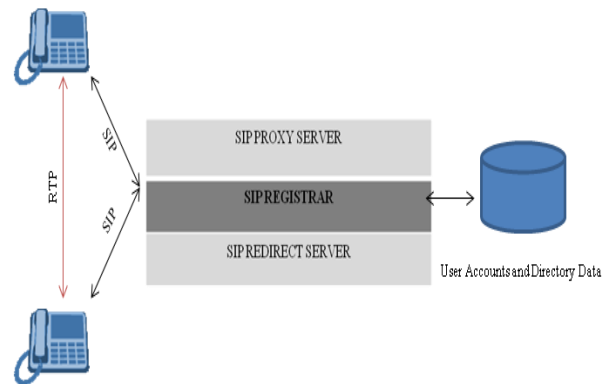 SIP
RTP
SIP
SIP PROXY SERVER
SIP REGISTRAR
SIP REDIRECT SERVER
User Accounts and Directory Data